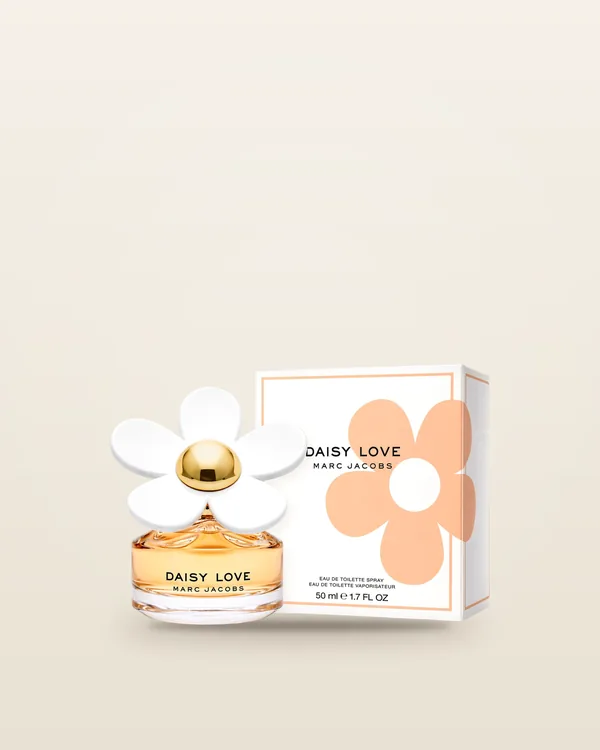 DAISY LOVE
MARC JACOBS
EAU DE TOILETTE SPRAY
EAU DE TOILETTE VAPORISATEUR
50 ml ℮ 1.7 FL OZ
DAISY LOVE
MARC JACOBS